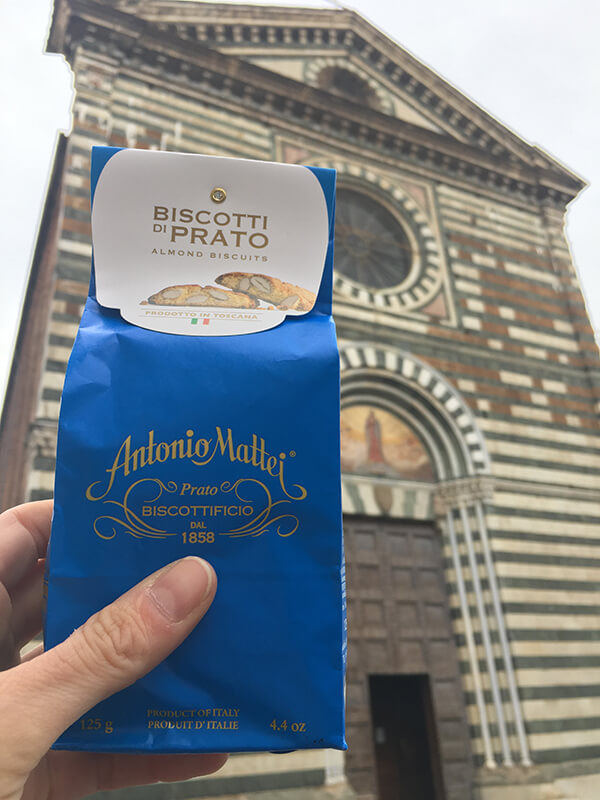 BISCOTTI
DI PRATO
ALMOND BISCUITS
PRODOTTO IN TOSCANA
Antonio Mattei®
Prato
BISCOTTIFICIO
DAL
1858
PRODUCT OF ITALY
125 g PRODUIT D'ITALIE 4.4 oz